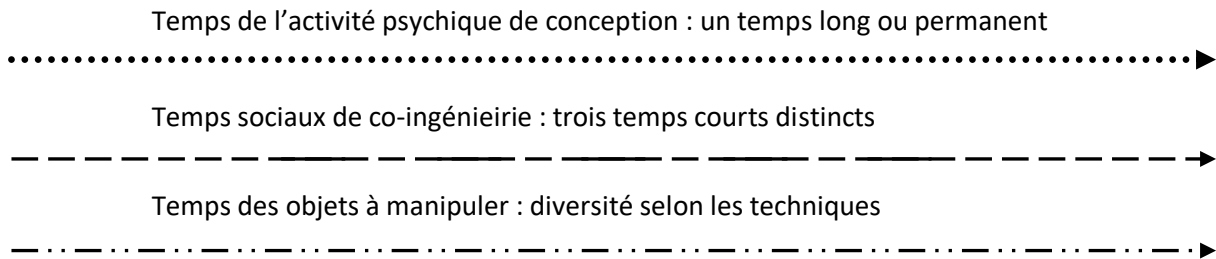 Temps de l’activité psychique de conception : un temps long ou permanent
Temps sociaux de co-ingénieirie : trois temps courts distincts
Temps des objets à manipuler : diversité selon les techniques